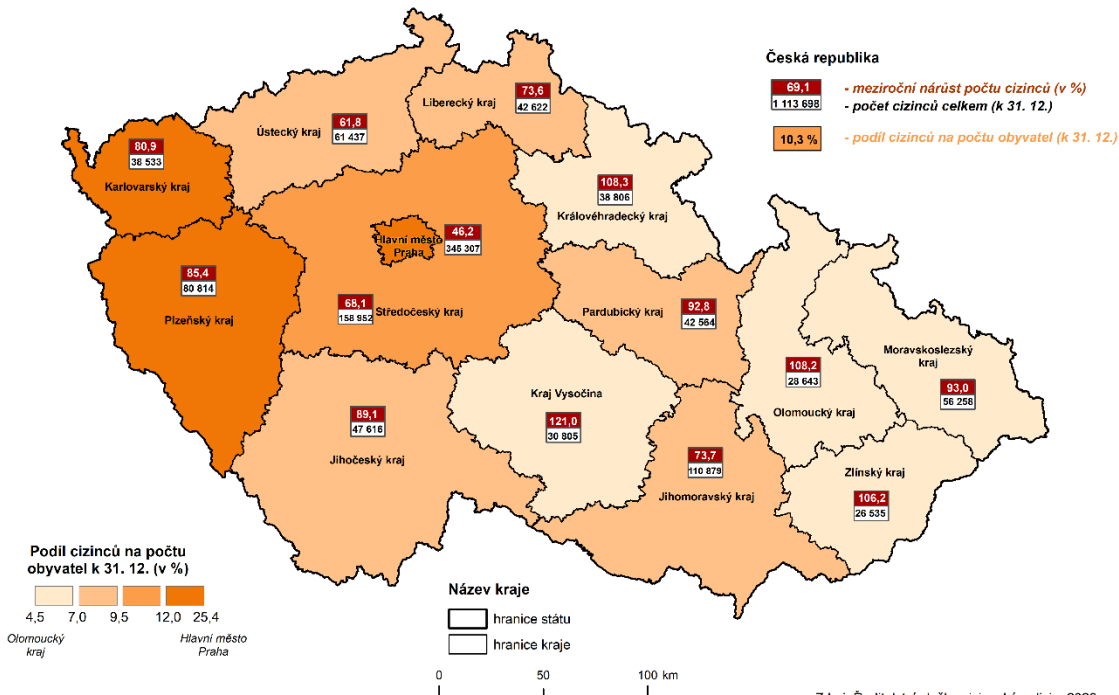 Česká republika
69,1
- meziroční nárůst počtu cizinců (v %)
1 113 698
- počet cizinců celkem (k 31. 12.)
10,3 %
- podíl cizinců na počtu obyvatel (k 31. 12.)
73,6
42 622
Liberecký kraj
61,8
61 437
Ústecký kraj
80,9
38 533
Karlovarský kraj
108,3
38 806
Královéhradecký kraj
46,2
345 307
Hlavní město
Praha
85,4
80 814
Plzeňský kraj
68,1
158 952
Středočeský kraj
92,8
42 564
Pardubický kraj
108,2
28 643
Olomoucký kraj
Moravskoslezský
kraj
93,0
56 258
Kraj Vysočina
121,0
30 805
89,1
47 616
Jihočeský kraj
73,7
110 879
Jihomoravský kraj
Zlínský kraj
106,2
26 535
Podíl cizinců na počtu
obyvatel k 31. 12. (v %)
4,5 7,0 9,5 12,0 25,4
Olomoucký
kraj
Hlavní město
Praha
Název kraje
hranice státu
hranice kraje
0 50 100 km